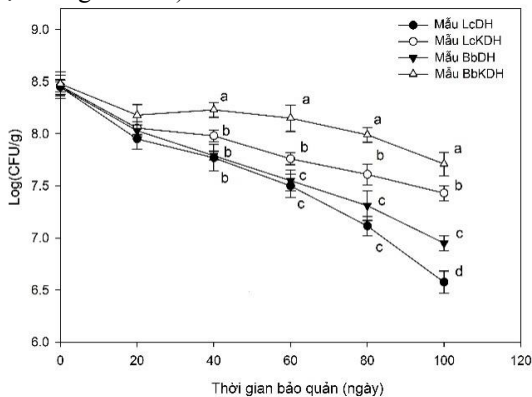 9.0
8.5
8.0
7.5
7.0
6.5
6.0
Log(CFU/g)
Mẫu LcDH
Mẫu LcKDH
Mẫu BbDH
Mẫu BbKDH
a
a
a
a
b
b
b
b
b
b
c
c
c
c
c
d
0 20 40 60 80 100 120
Thời gian bảo quản (ngày)